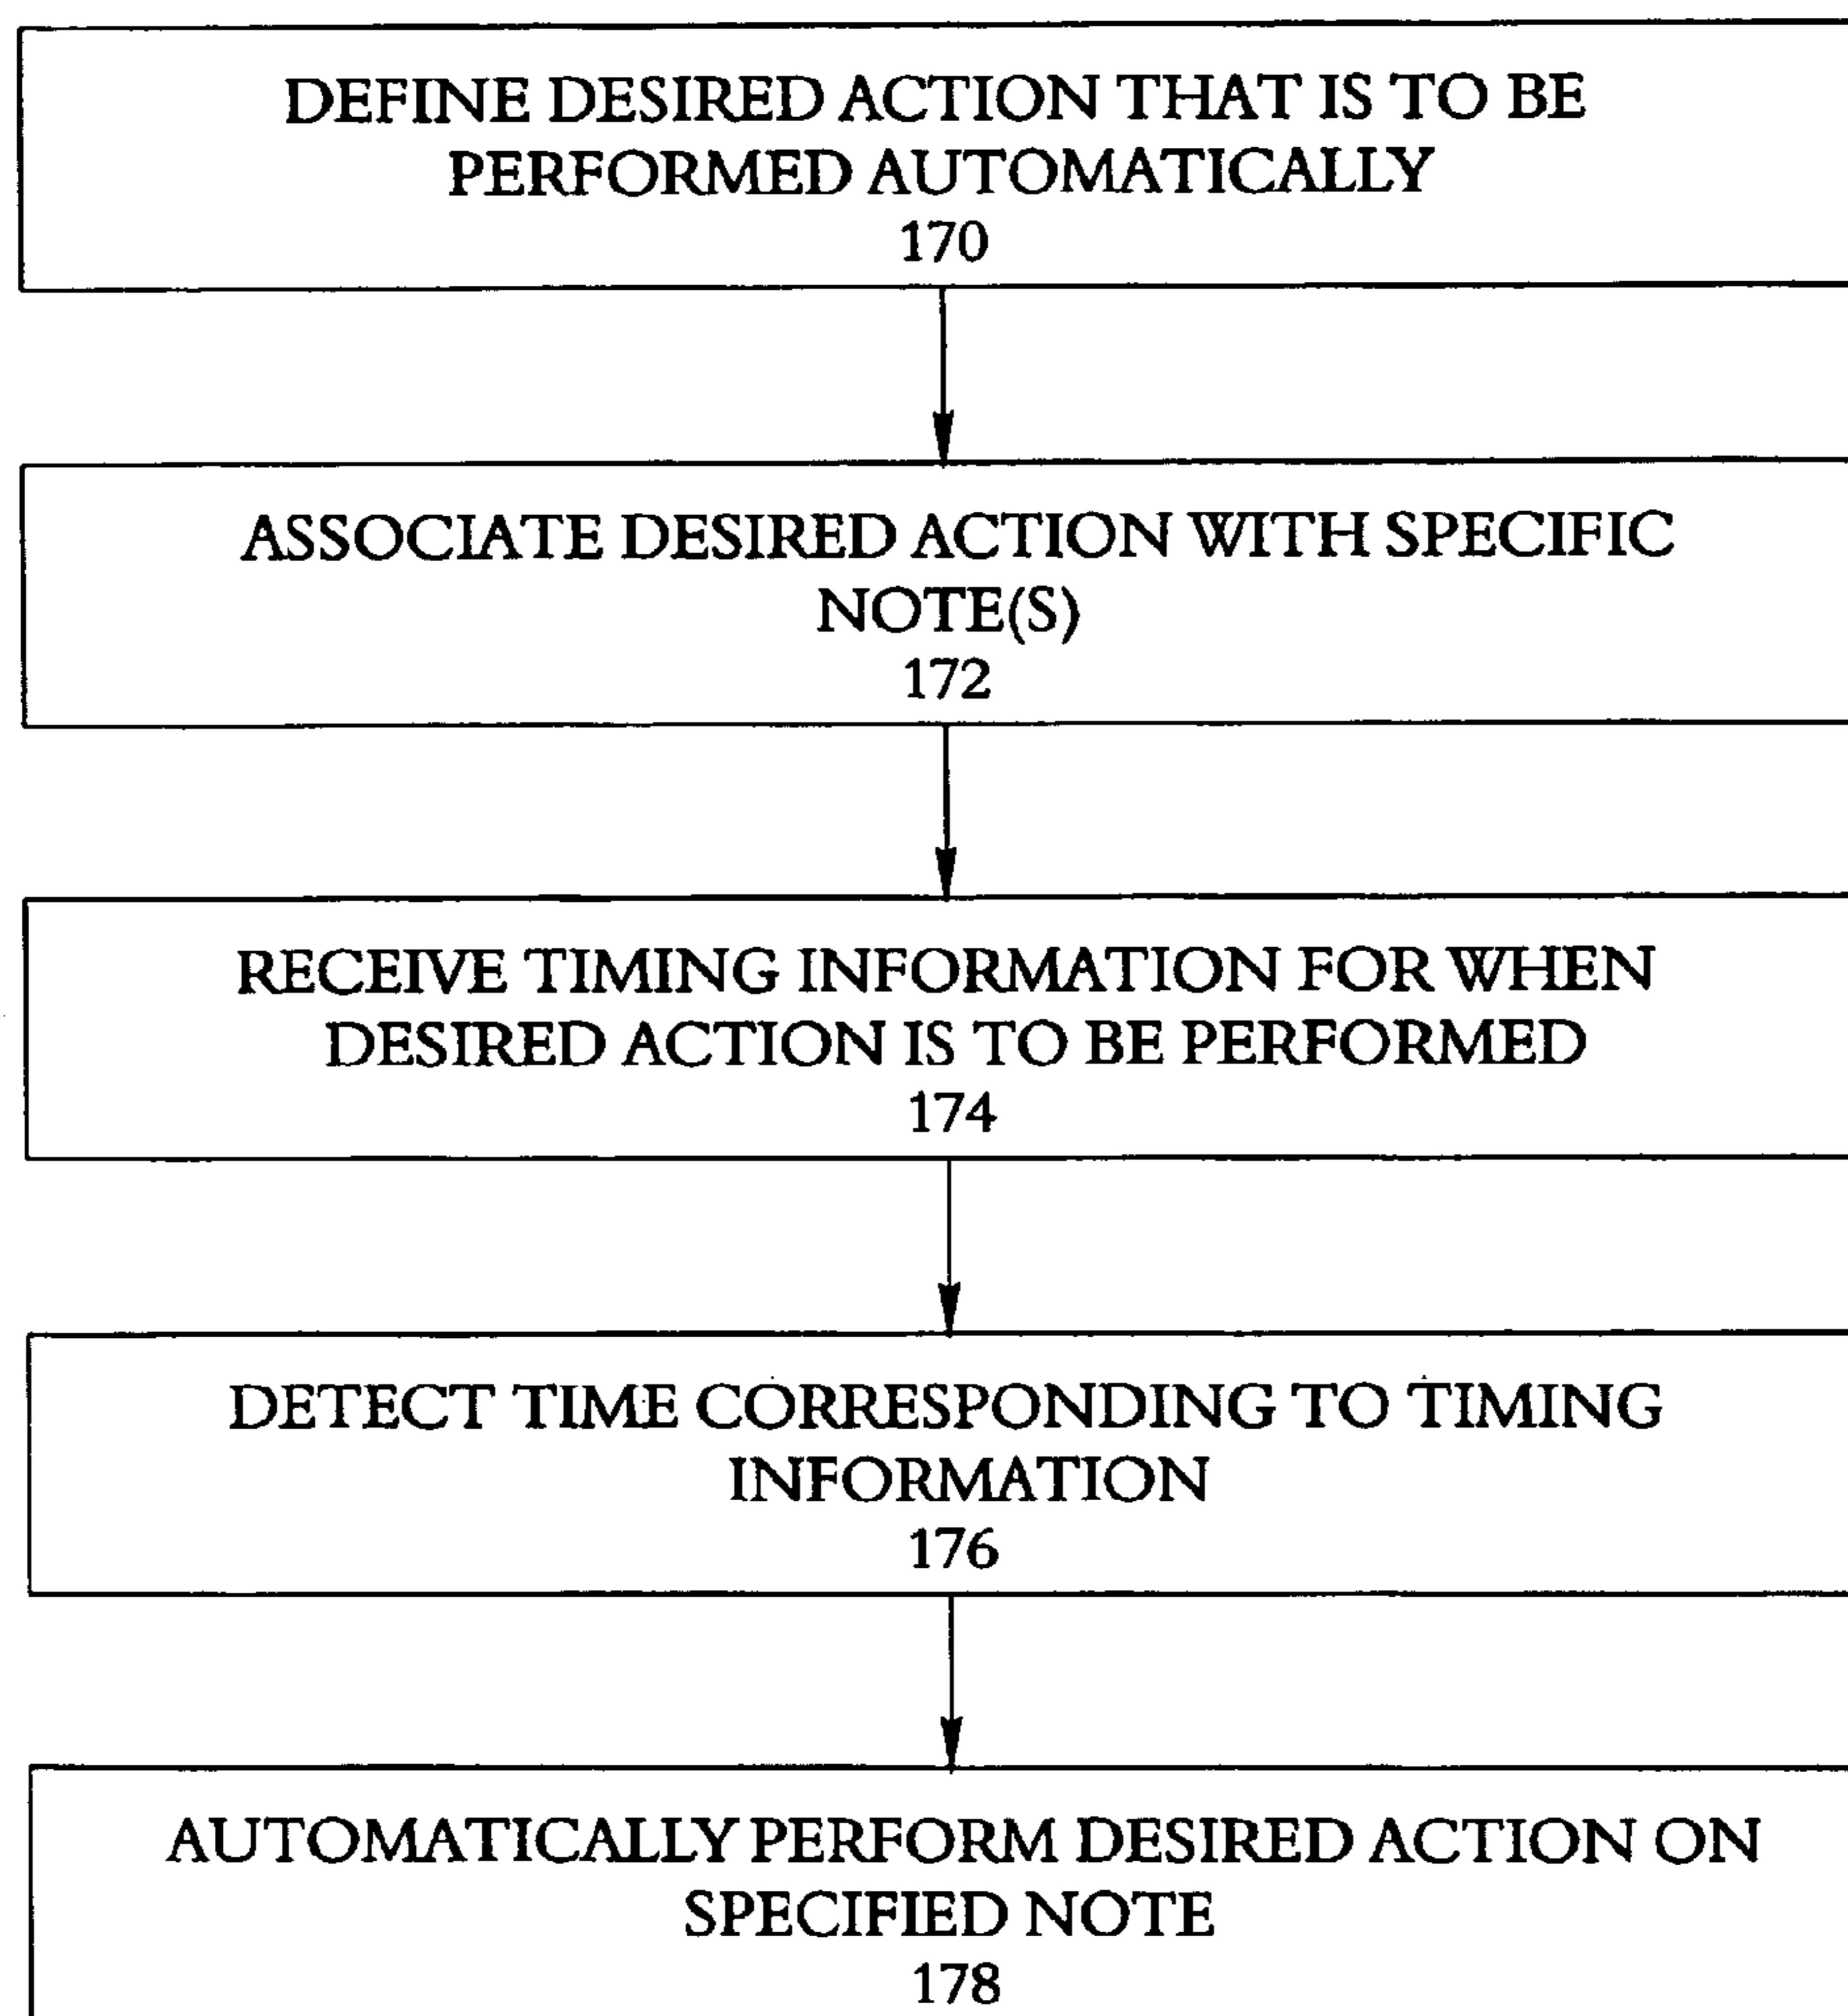 DEFINE DESIRED ACTION THAT IS TO BE
PERFORMED AUTOMATICALLY
170
ASSOCIATE DESIRED ACTION WITH SPECIFIC
NOTE(S)
172
RECEIVE TIMING INFORMATION FOR WHEN
DESIRED ACTION IS TO BE PERFORMED
174
DETECT TIME CORRESPONDING TO TIMING
INFORMATION
176
AUTOMATICALLY PERFORM DESIRED ACTION ON
SPECIFIED NOTE
178